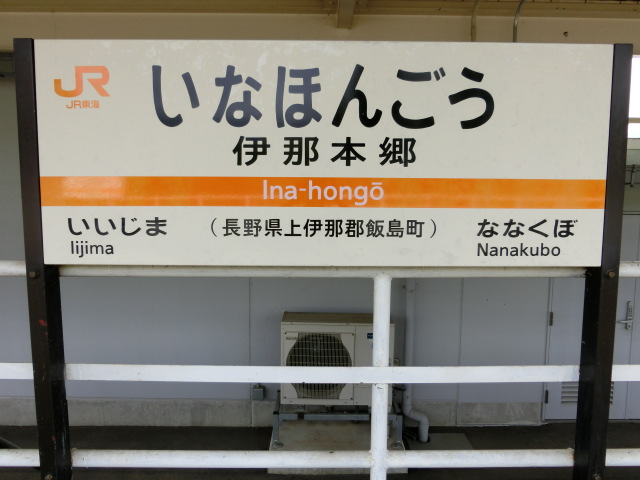 JR
JR東海
いなほんごう
伊那本郷
Ina-hongō
いいじま
Iijima
（長野県上伊那郡飯島町）
ななくぼ
Nanakubo